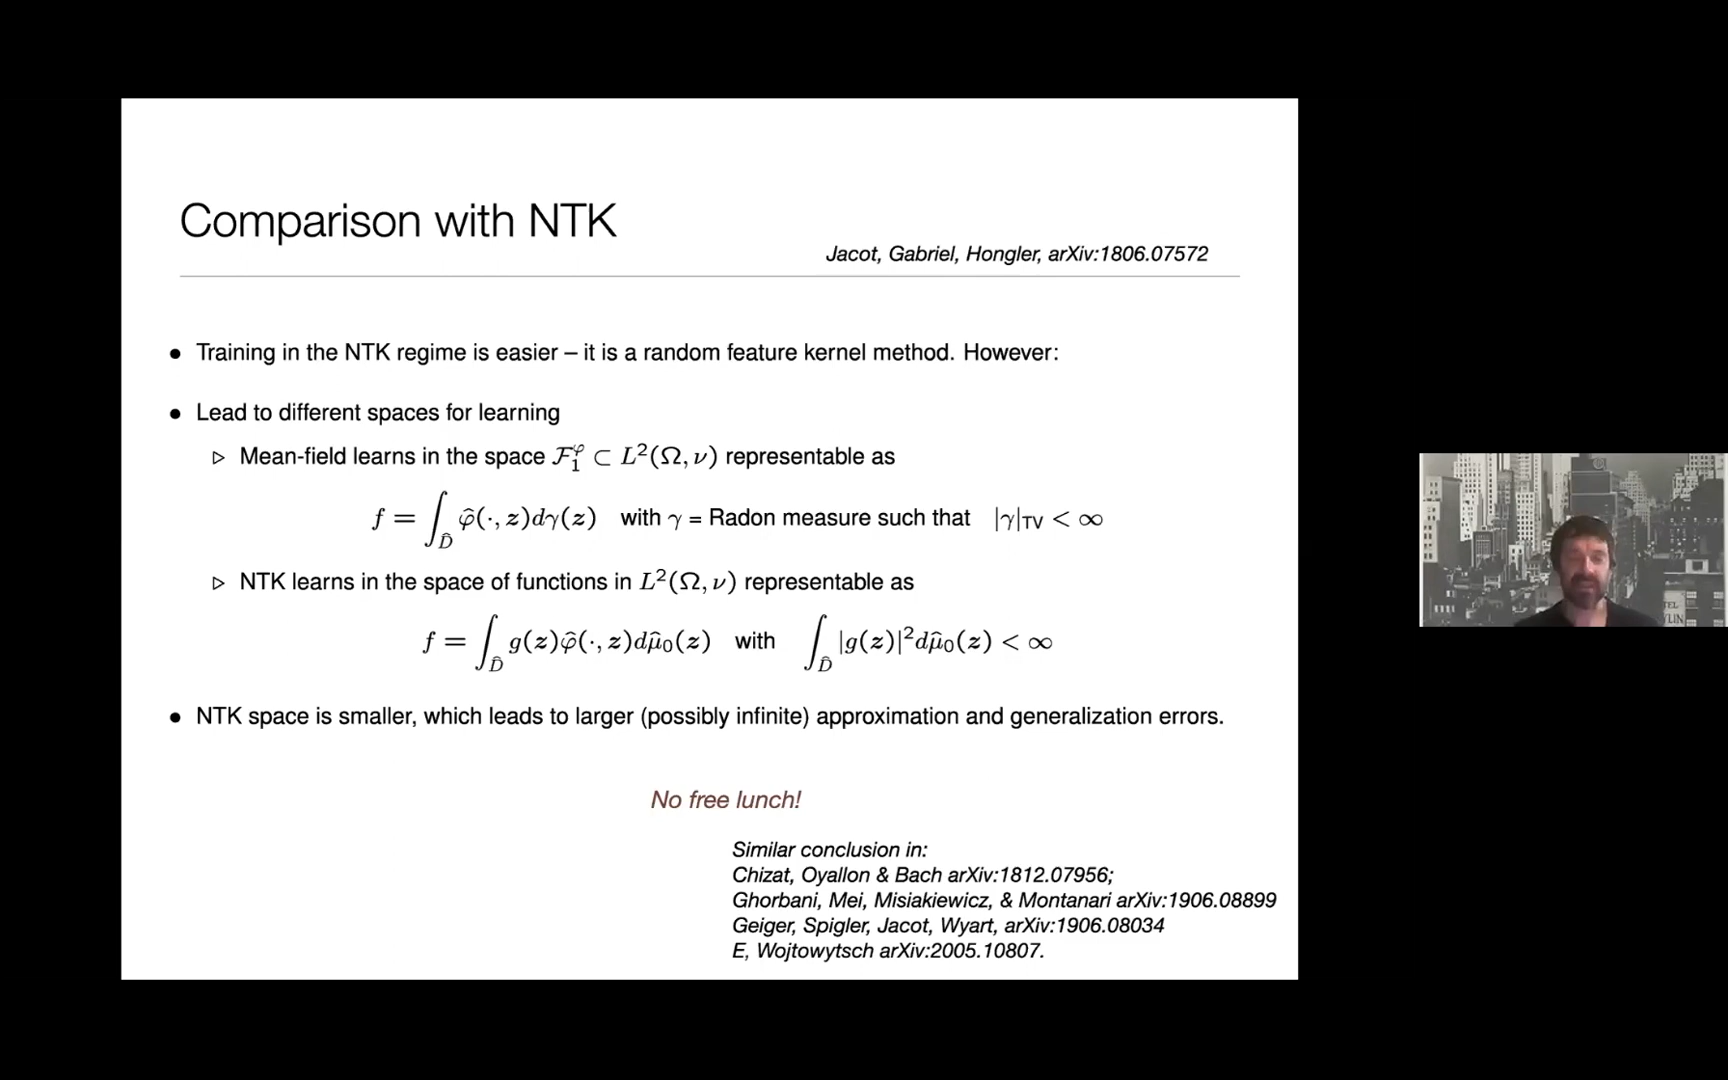 Comparison with NTK
Jacot, Gabriel, Hongler, arXiv:1806.07572
● Training in the NTK regime is easier – it is a random feature kernel method. However:
● Lead to different spaces for learning
▷ Mean-field learns in the space $\mathcal{F}_1^\varphi \subset L^2(\Omega, \nu)$ representable as
$f = \int_{\hat{D}} \hat{\varphi}(\cdot, z) d\gamma(z)$ with $\gamma$ = Radon measure such that $|\gamma|_{\mathsf{TV}} < \infty$
▷ NTK learns in the space of functions in $L^2(\Omega, \nu)$ representable as
$f = \int_{\hat{D}} g(z) \hat{\varphi}(\cdot, z) d\hat{\mu}_0(z)$ with $\int_{\hat{D}} |g(z)|^2 d\hat{\mu}_0(z) < \infty$
● NTK space is smaller, which leads to larger (possibly infinite) approximation and generalization errors.
No free lunch!
Similar conclusion in:
Chizat, Oyallon & Bach arXiv:1812.07956;
Ghorbani, Mei, Misiakiewicz, & Montanari arXiv:1906.08899
Geiger, Spigler, Jacot, Wyart, arXiv:1906.08034
E, Wojtowytsch arXiv:2005.10807.